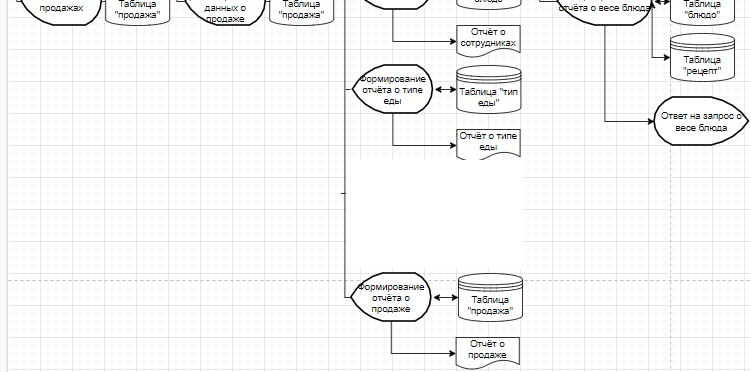 продажах
Таблица
"продажа"
данных о
продаже
Таблица
"продажа"
отчёта о весе блюда
Таблица
"блюдо"
Отчёт о
сотрудниках
Таблица
"рецепт"
Формирование
отчёта о типе
еды
Таблица "тип
еды"
Ответ на запрос о
весе блюда
Отчёт о типе
еды
Формирование
отчёта о
продаже
Таблица
"продажа"
Отчёт о
продаже